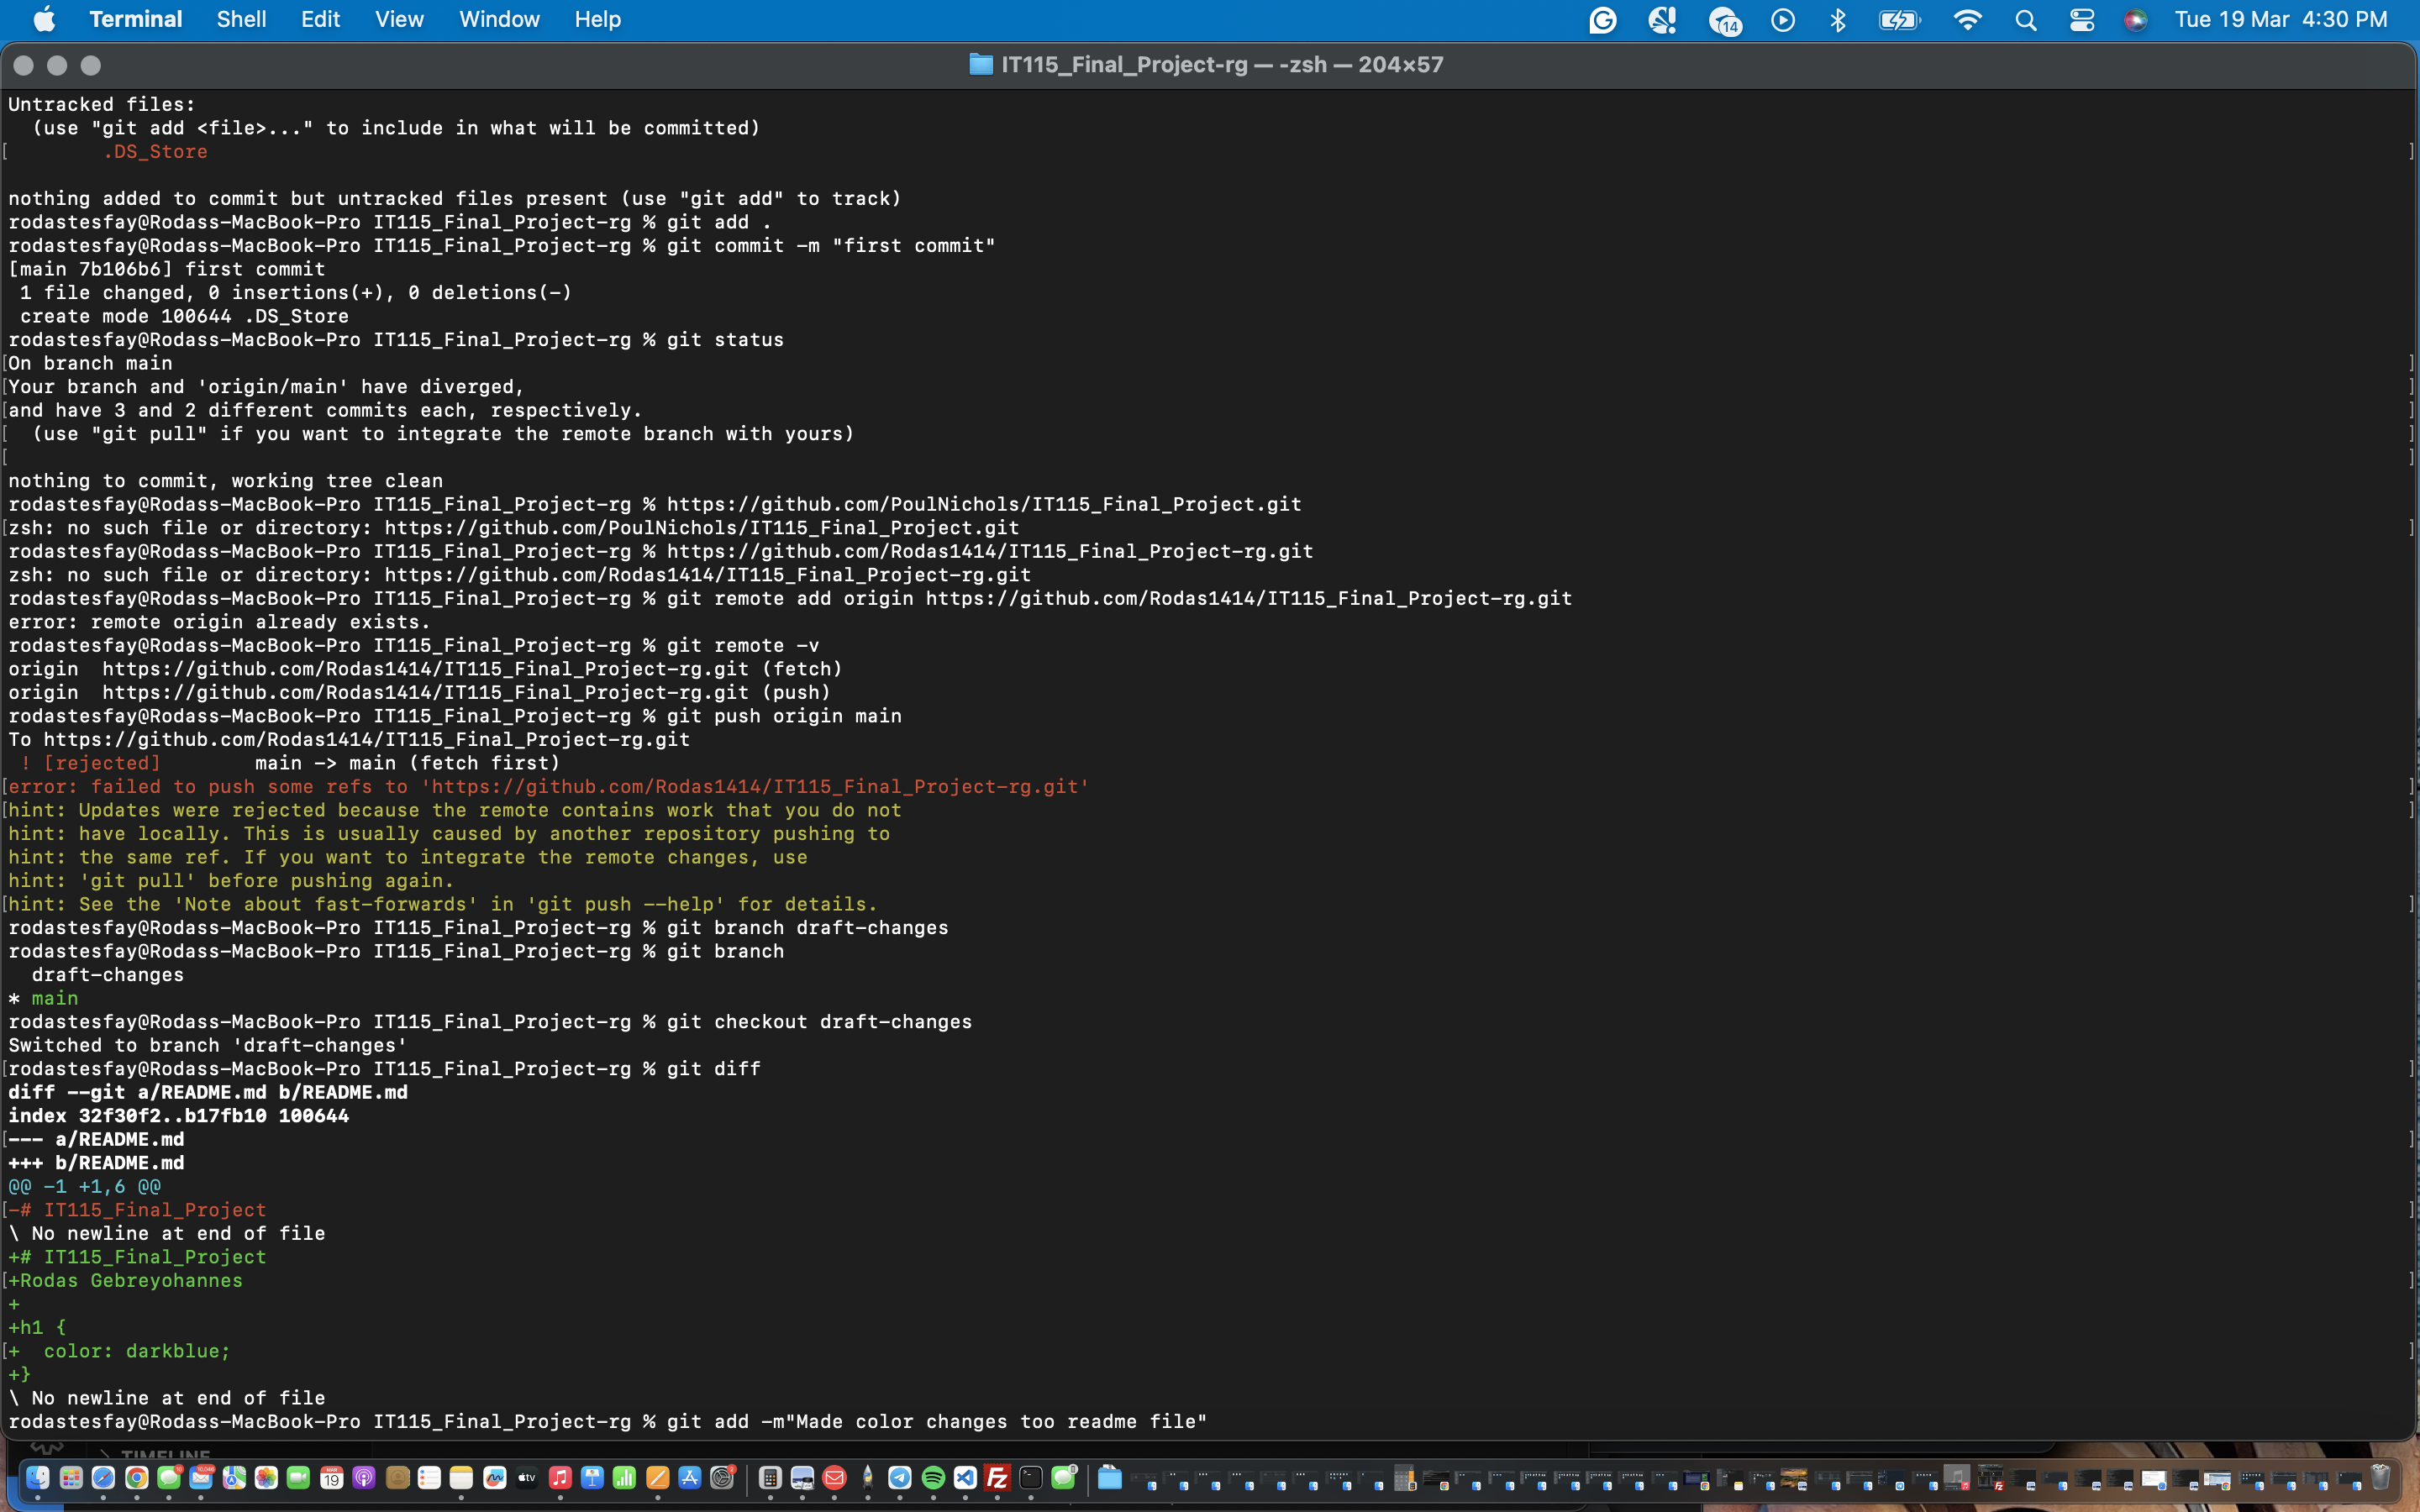 Terminal Shell Edit View Window Help 14 Tue 19 Mar 4:30 PM
IT115_Final_Project-rg — -zsh — 204×57
Untracked files:
  (use "git add <file>..." to include in what will be committed)
[        .DS_Store ]
nothing added to commit but untracked files present (use "git add" to track)
rodastesfay@Rodass-MacBook-Pro IT115_Final_Project-rg % git add .
rodastesfay@Rodass-MacBook-Pro IT115_Final_Project-rg % git commit -m "first commit"
[main 7b106b6] first commit
 1 file changed, 0 insertions(+), 0 deletions(-)
 create mode 100644 .DS_Store
rodastesfay@Rodass-MacBook-Pro IT115_Final_Project-rg % git status
[On branch main ]
[Your branch and 'origin/main' have diverged, ]
[and have 3 and 2 different commits each, respectively. ]
[  (use "git pull" if you want to integrate the remote branch with yours) ]
[ ]
nothing to commit, working tree clean
rodastesfay@Rodass-MacBook-Pro IT115_Final_Project-rg % https://github.com/PoulNichols/IT115_Final_Project.git
[zsh: no such file or directory: https://github.com/PoulNichols/IT115_Final_Project.git ]
rodastesfay@Rodass-MacBook-Pro IT115_Final_Project-rg % https://github.com/Rodas1414/IT115_Final_Project-rg.git
zsh: no such file or directory: https://github.com/Rodas1414/IT115_Final_Project-rg.git
rodastesfay@Rodass-MacBook-Pro IT115_Final_Project-rg % git remote add origin https://github.com/Rodas1414/IT115_Final_Project-rg.git
error: remote origin already exists.
rodastesfay@Rodass-MacBook-Pro IT115_Final_Project-rg % git remote -v
origin  https://github.com/Rodas1414/IT115_Final_Project-rg.git (fetch)
origin  https://github.com/Rodas1414/IT115_Final_Project-rg.git (push)
rodastesfay@Rodass-MacBook-Pro IT115_Final_Project-rg % git push origin main
To https://github.com/Rodas1414/IT115_Final_Project-rg.git
 ! [rejected]        main -> main (fetch first)
[error: failed to push some refs to 'https://github.com/Rodas1414/IT115_Final_Project-rg.git' ]
[hint: Updates were rejected because the remote contains work that you do not ]
hint: have locally. This is usually caused by another repository pushing to
hint: the same ref. If you want to integrate the remote changes, use
hint: 'git pull' before pushing again.
[hint: See the 'Note about fast-forwards' in 'git push --help' for details. ]
rodastesfay@Rodass-MacBook-Pro IT115_Final_Project-rg % git branch draft-changes
rodastesfay@Rodass-MacBook-Pro IT115_Final_Project-rg % git branch
  draft-changes
* main
rodastesfay@Rodass-MacBook-Pro IT115_Final_Project-rg % git checkout draft-changes
Switched to branch 'draft-changes'
[rodastesfay@Rodass-MacBook-Pro IT115_Final_Project-rg % git diff ]
diff --git a/README.md b/README.md
index 32f30f2..b17fb10 100644
[--- a/README.md ]
+++ b/README.md
@@ -1 +1,6 @@
[-# IT115_Final_Project ]
\ No newline at end of file
+# IT115_Final_Project
[+Rodas Gebreyohannes ]
+
+h1 {
[+  color: darkblue; ]
+}
\ No newline at end of file
rodastesfay@Rodass-MacBook-Pro IT115_Final_Project-rg % git add -m"Made color changes too readme file"
TIMELINE